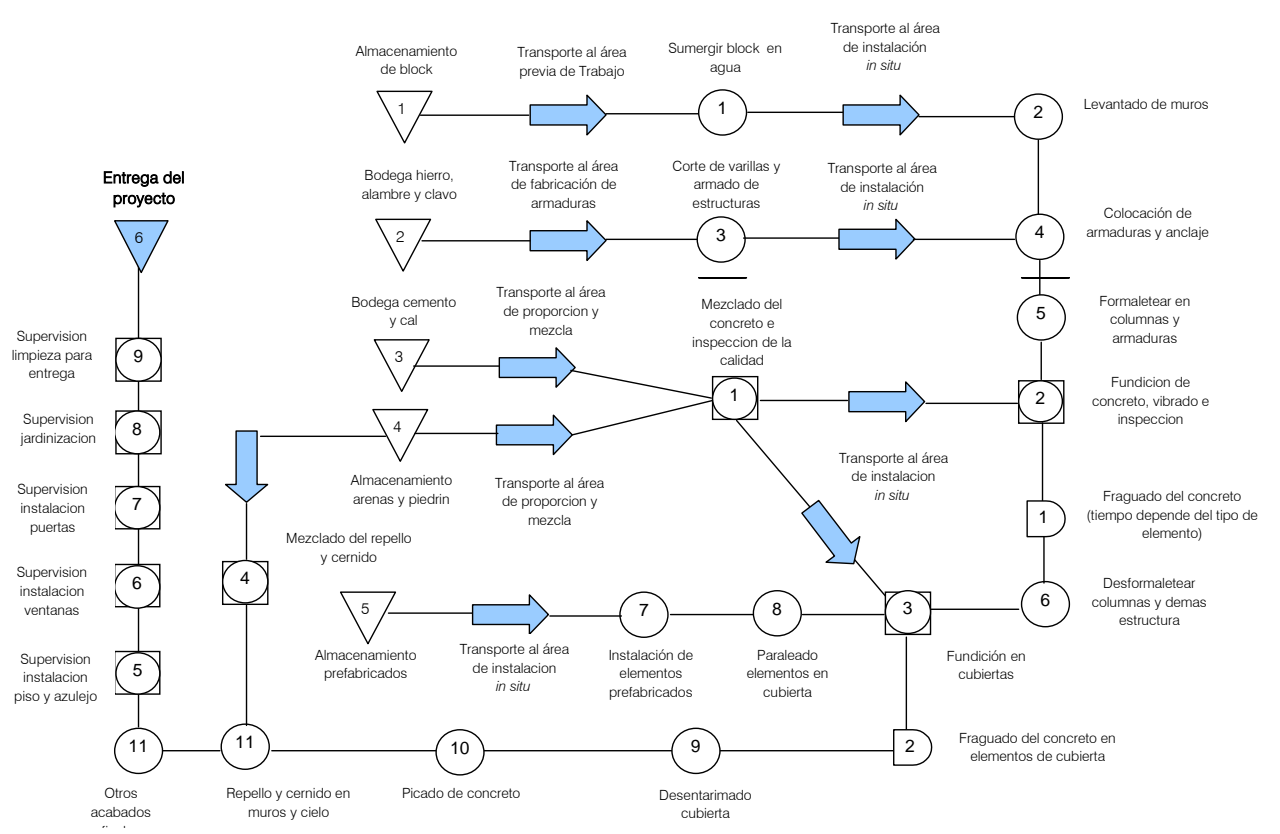 Almacenamiento
de block
1
Transporte al área
previa de Trabajo
Sumergir block en
agua
1
Transporte al área
de instalación
in situ
2
Levantado de muros
Bodega hierro,
alambre y clavo
2
Transporte al área
de fabricación de
armaduras
Corte de varillas y
armado de
estructuras
3
Transporte al área
de instalación
in situ
4
Colocación de
armaduras y anclaje
Entrega del
proyecto
6
Bodega cemento
y cal
3
Transporte al área
de proporcion y
mezcla
Mezclado del
concreto e
inspeccion de la
calidad
1
5
Formaletear en
columnas y
armaduras
Supervision
limpieza para
entrega
9
4
Almacenamiento
arenas y piedrin
Transporte al área
de proporcion y
mezcla
Transporte al área
de instalacion
in situ
2
Fundicion de
concreto, vibrado e
inspeccion
Supervision
jardinizacion
8
Supervision
instalacion
puertas
7
1
Fraguado del concreto
(tiempo depende del tipo de
elemento)
Mezclado del repello
y cernido
4
Supervision
instalacion
ventanas
6
5
Almacenamiento
prefabricados
Transporte al área
de instalacion
in situ
7
Instalación de
elementos
prefabricados
8
Paraleado
elementos en
cubierta
3
Fundición en
cubiertas
6
Desformaletear
columnas y demas
estructura
Supervision
instalacion
piso y azulejo
5
11
Otros
acabados
11
Repello y cernido en
muros y cielo
10
Picado de concreto
9
Desentarimado
cubierta
2
Fraguado del concreto en
elementos de cubierta